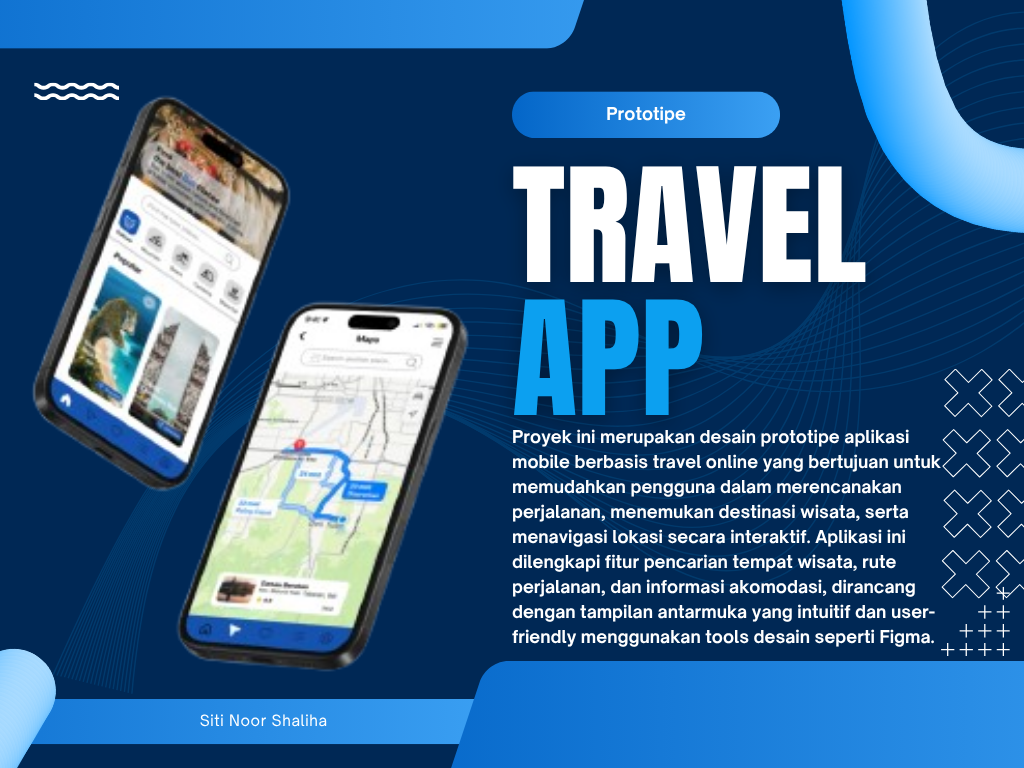 Prototipe
TRAVEL
APP
Proyek ini merupakan desain prototipe aplikasi
mobile berbasis travel online yang bertujuan untuk
memudahkan pengguna dalam merencanakan
perjalanan, menemukan destinasi wisata, serta
menavigasi lokasi secara interaktif. Aplikasi ini
dilengkapi fitur pencarian tempat wisata, rute
perjalanan, dan informasi akomodasi, dirancang
dengan tampilan antarmuka yang intuitif dan user-
friendly menggunakan tools desain seperti Figma.
Popular
Maps
Siti Noor Shaliha